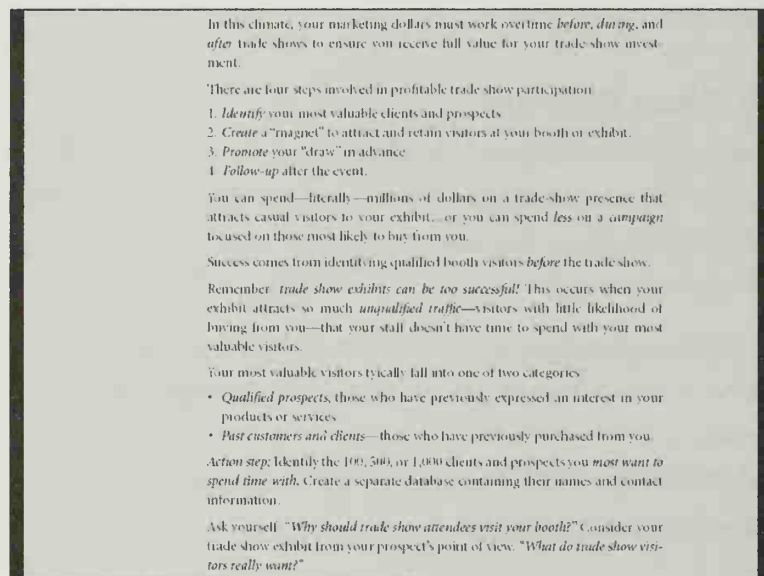 In this climate, your marketing dollars must work overtime before, during, and
after trade shows to ensure you receive full value for your trade-show invest-
ment.
There are four steps involved in profitable trade show participation
1. Identify your most valuable clients and prospects
2. Create a "magnet" to attract and retain visitors at your booth or exhibit.
3. Promote your "draw" in advance
4. Follow-up after the event.
You can spend—literally—millions of dollars on a trade-show presence that
attracts casual visitors to your exhibit. or you can spend less on a campaign
focused on those most likely to buy from you.
Success comes from identifying qualified booth visitors before the trade show.
Remember trade show exhibits can be too successful! This occurs when your
exhibit attracts so much unqualified traffic—visitors with little likelihood of
buying from you—that your staff doesn't have time to spend with your most
valuable visitors.
Your most valuable visitors tyically fall into one of two categories
• Qualified prospects, those who have previously expressed an interest in your
products or services
• Past customers and clients—those who have previously purchased from you
Action step: Identify the 100, 500, or 1,000 clients and prospects you most want to
spend time with. Create a separate database containing their names and contact
information.
Ask yourself "Why should trade show attendees visit your booth?" Consider your
trade show exhibit from your prospect's point of view. "What do trade show visi-
tors really want?"